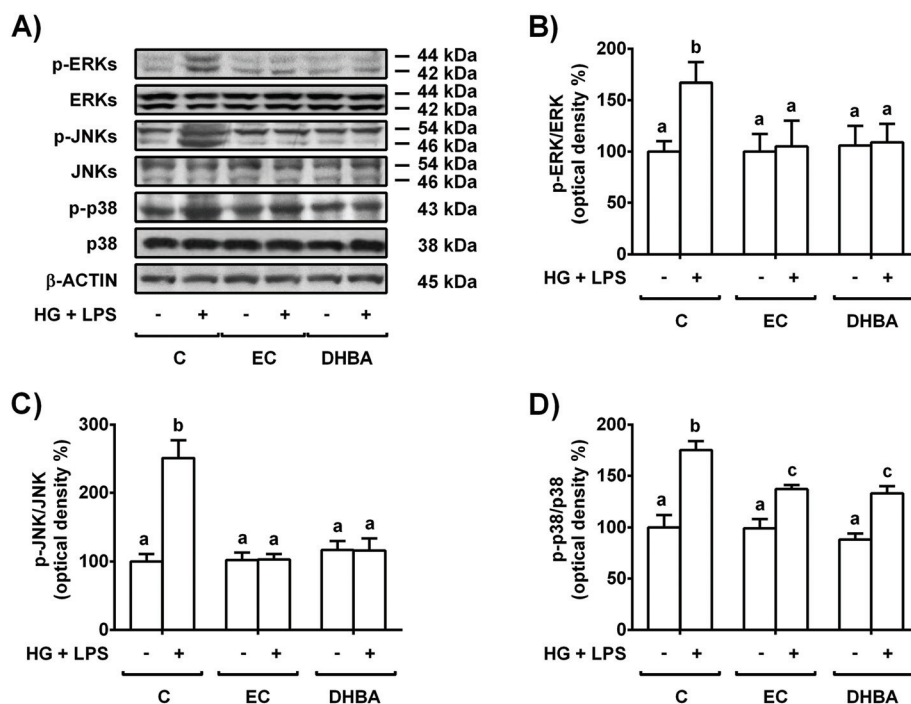 A)
p-ERKs
44 kDa
42 kDa
ERKs
44 kDa
42 kDa
p-JNKs
54 kDa
46 kDa
JNKs
54 kDa
46 kDa
p-p38
43 kDa
p38
38 kDa
β-ACTIN
45 kDa
HG + LPS - + - + - +
C EC DHBA
B)
p-ERK/ERK
(optical density %)
200
150
100
50
0
a b a a a a
HG + LPS - + - + - +
C EC DHBA
C)
p-JNK/JNK
(optical density %)
300
200
100
0
a b a a a a
HG + LPS - + - + - +
C EC DHBA
D)
p-p38/p38
(optical density %)
200
150
100
50
0
a b a c a c
HG + LPS - + - + - +
C EC DHBA